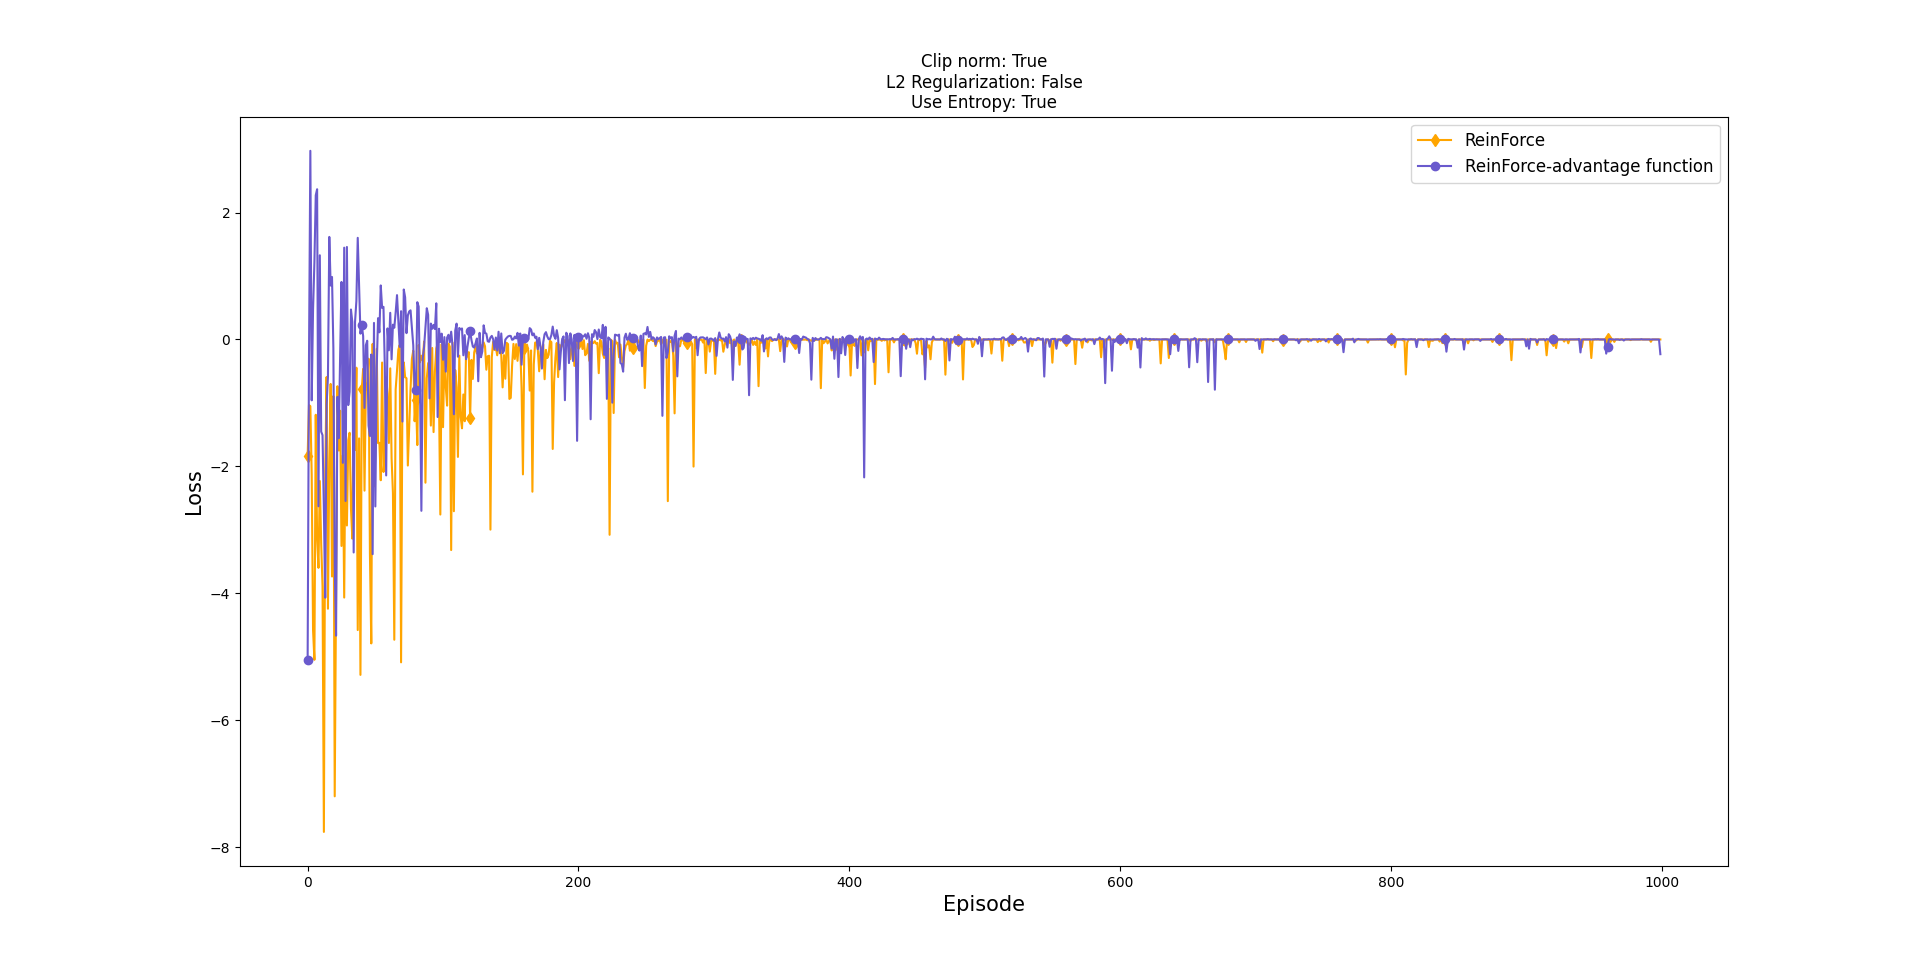 Clip norm: True
L2 Regularization: False
Use Entropy: True
ReinForce
ReinForce-advantage function
Loss
2
0
−2
−4
−6
−8
0
200
400
600
800
1000
Episode